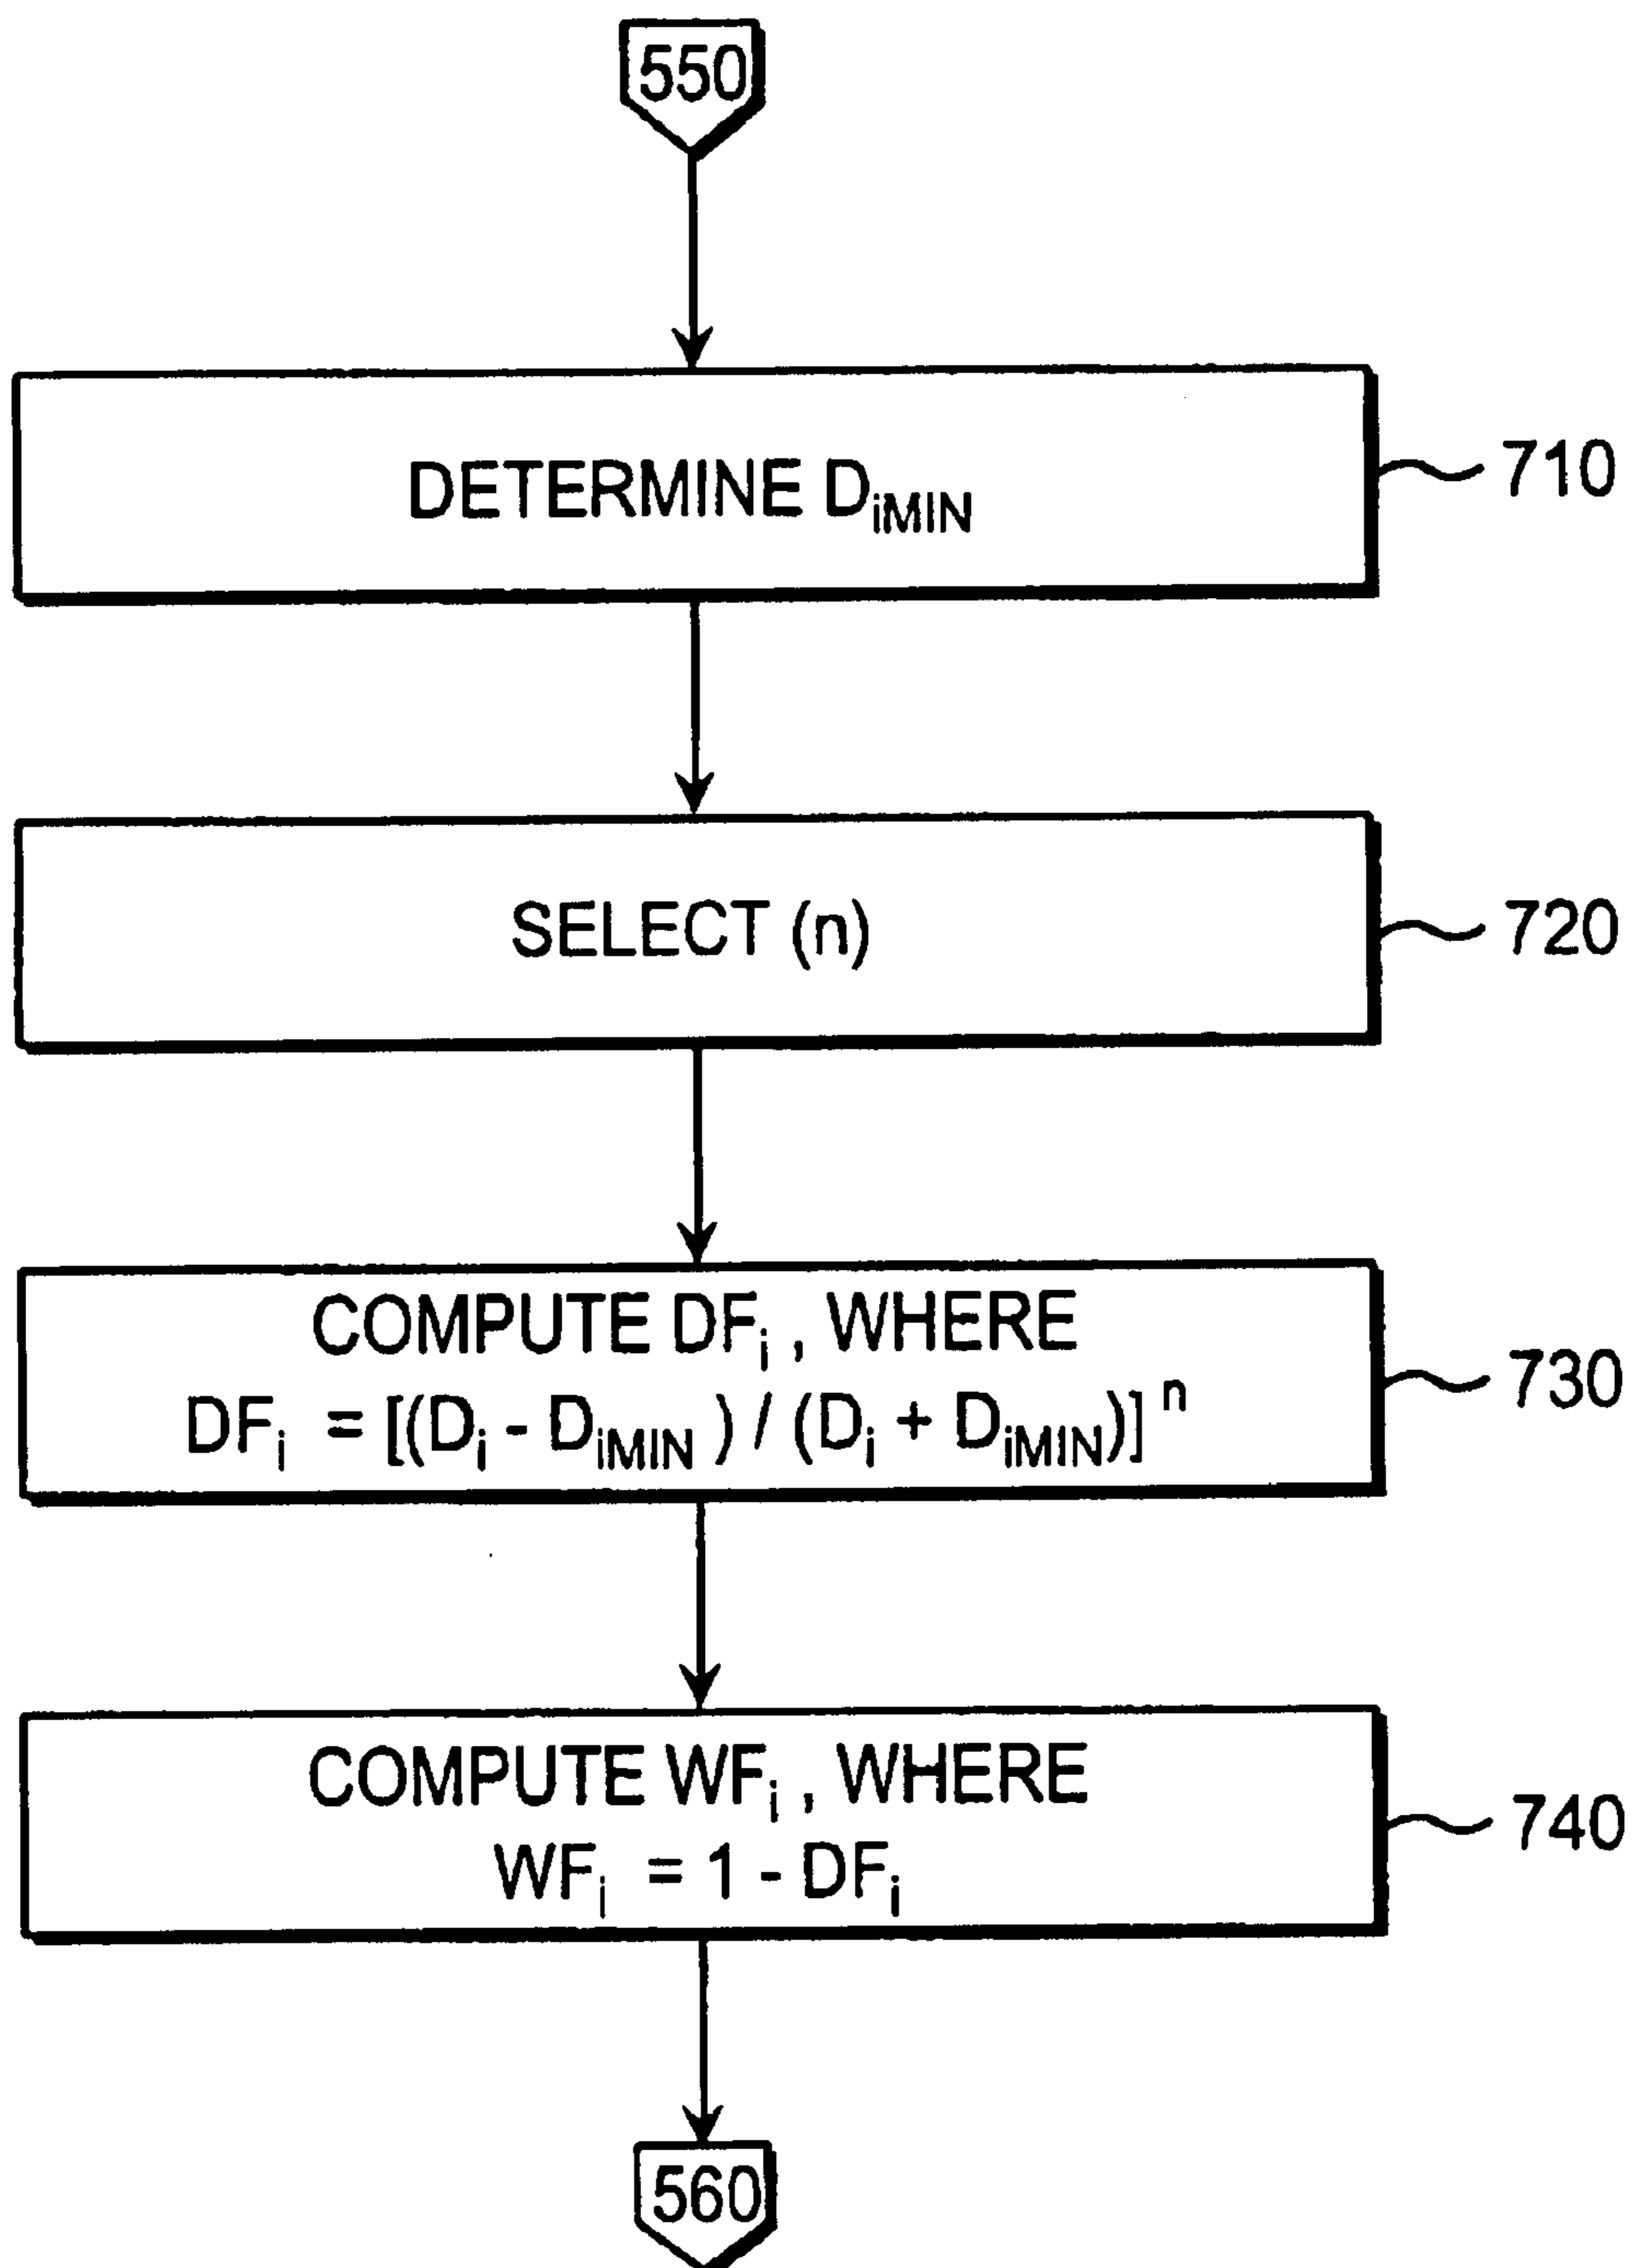 550
DETERMINE DiMIN
710
SELECT (n)
720
COMPUTE DFi , WHERE
DFi = [(Di - DiMIN ) / (Di + DiMIN)] n
730
COMPUTE WFi , WHERE
WFi = 1 - DFi
740
560